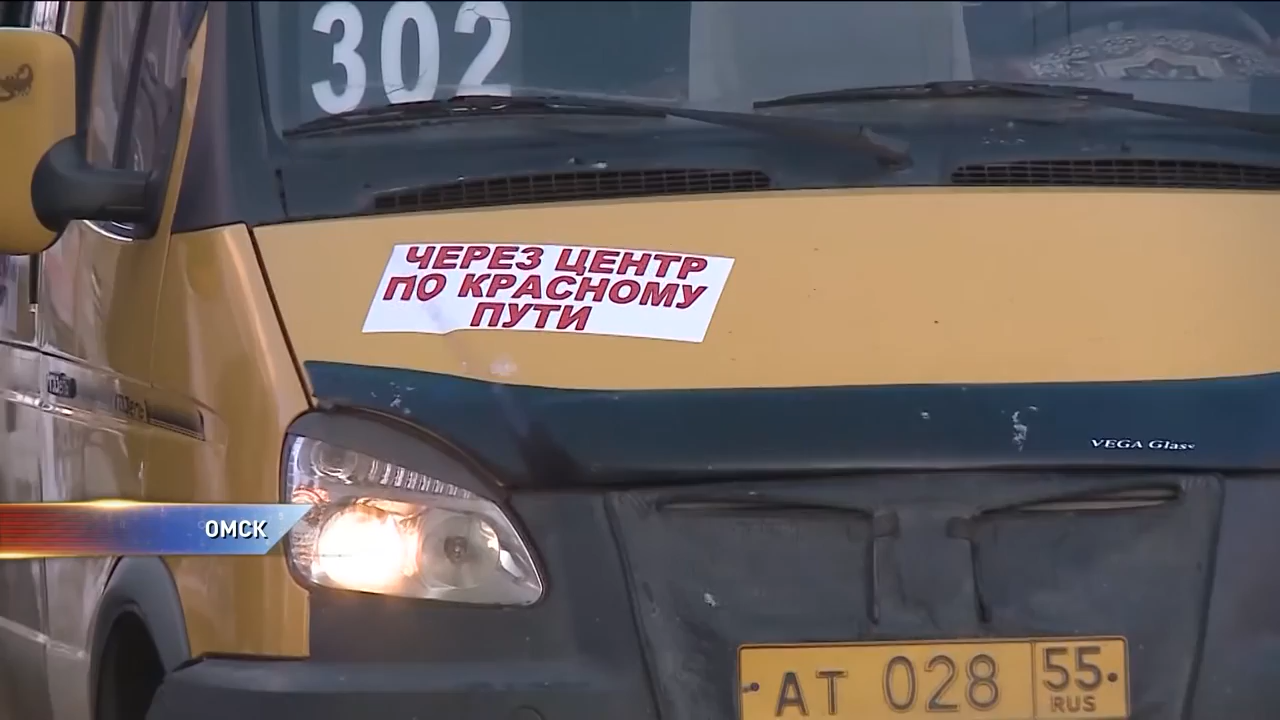 302
ЧЕРЕЗ ЦЕНТР
ПО КРАСНОМУ
ПУТИ
VEGA Glass
ОМСК
АТ 028 55
RUS